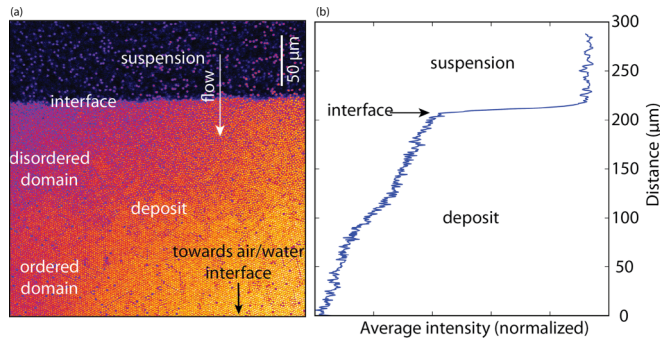 (a)
suspension
50 µm
flow
interface
disordered
domain
deposit
towards air/water
interface
ordered
domain
(b)
300
250
200
150
100
50
0
Distance (µm)
suspension
interface
deposit
Average intensity (normalized)